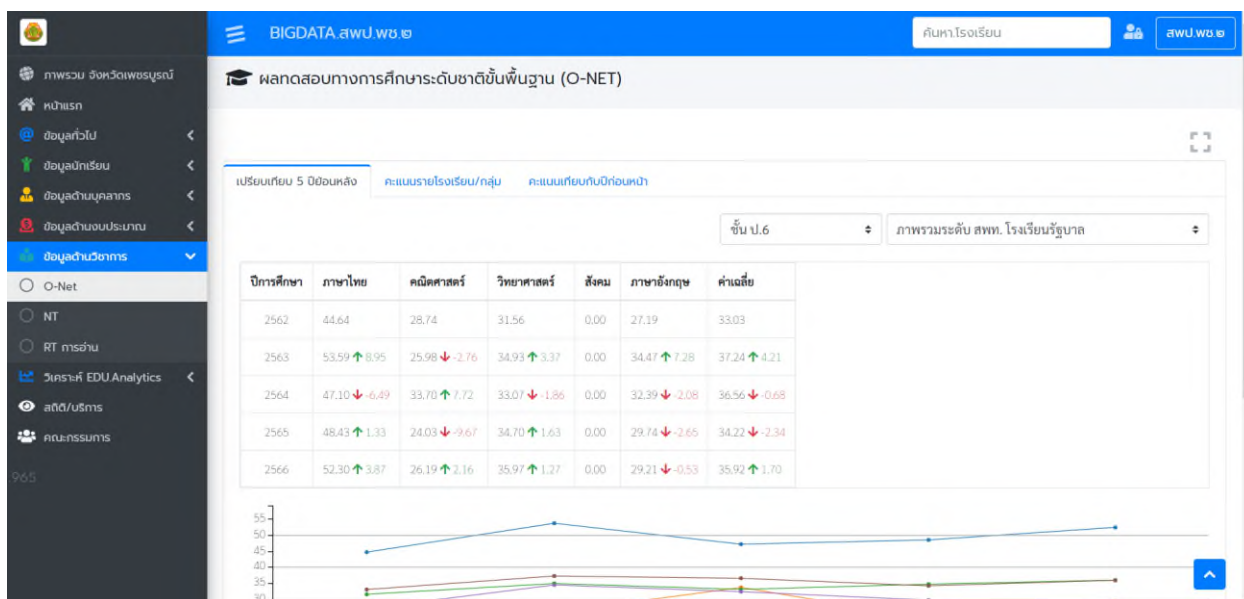 BIGDATA.สพป.พช.๒
ค้นหาโรงเรียน
สพป.พช.๒
ภาพรวม จังหวัดเพชรบูรณ์
หน้าแรก
ข้อมูลทั่วไป
ข้อมูลนักเรียน
ข้อมูลด้านบุคลากร
ข้อมูลด้านงบประมาณ
ข้อมูลด้านวิชาการ
O-Net
NT
RT การอ่าน
วิเคราะห์ EDU.Analytics
สถิติ/บริการ
คณะกรรมการ
.965
ผลทดสอบทางการศึกษาระดับชาติขั้นพื้นฐาน (O-NET)
เปรียบเทียบ 5 ปีย้อนหลัง คะแนนรายโรงเรียน/กลุ่ม คะแนนเทียบกับปีก่อนหน้า
ชั้น ป.6 ภาพรวมระดับ สพท. โรงเรียนรัฐบาล
ปีการศึกษา ภาษาไทย คณิตศาสตร์ วิทยาศาสตร์ สังคม ภาษาอังกฤษ ค่าเฉลี่ย
2562 44.64 28.74 31.56 0.00 27.19 33.03
2563 53.59 ↑ 8.95 25.98 ↓ -2.76 34.93 ↑ 3.37 0.00 34.47 ↑ 7.28 37.24 ↑ 4.21
2564 47.10 ↓ -6.49 33.70 ↑ 7.72 33.07 ↓ -1.86 0.00 32.39 ↓ -2.08 36.56 ↓ -0.68
2565 48.43 ↑ 1.33 24.03 ↓ -9.67 34.70 ↑ 1.63 0.00 29.74 ↓ -2.65 34.22 ↓ -2.34
2566 52.30 ↑ 3.87 26.19 ↑ 2.16 35.97 ↑ 1.27 0.00 29.21 ↓ -0.53 35.92 ↑ 1.70
55
50
45
40
35
30